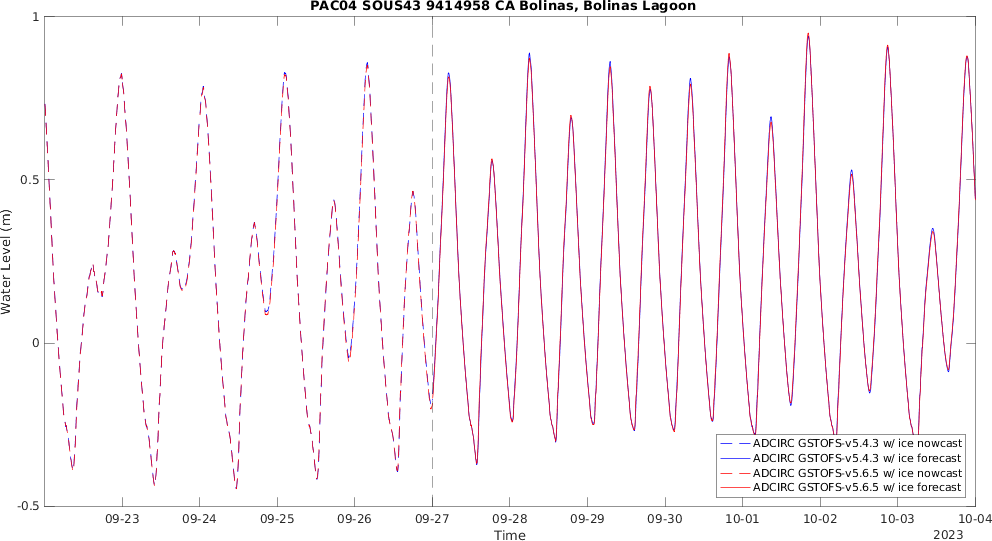 PAC04 SOUS43 9414958 CA Bolinas, Bolinas Lagoon
1
0.5
0
-0.5
Water Level (m)
ADCIRC GSTOFS-v5.4.3 w/ ice nowcast
ADCIRC GSTOFS-v5.4.3 w/ ice forecast
ADCIRC GSTOFS-v5.6.5 w/ ice nowcast
ADCIRC GSTOFS-v5.6.5 w/ ice forecast
09-23 09-24 09-25 09-26 09-27 09-28 09-29 09-30 10-01 10-02 10-03 10-04
Time
2023